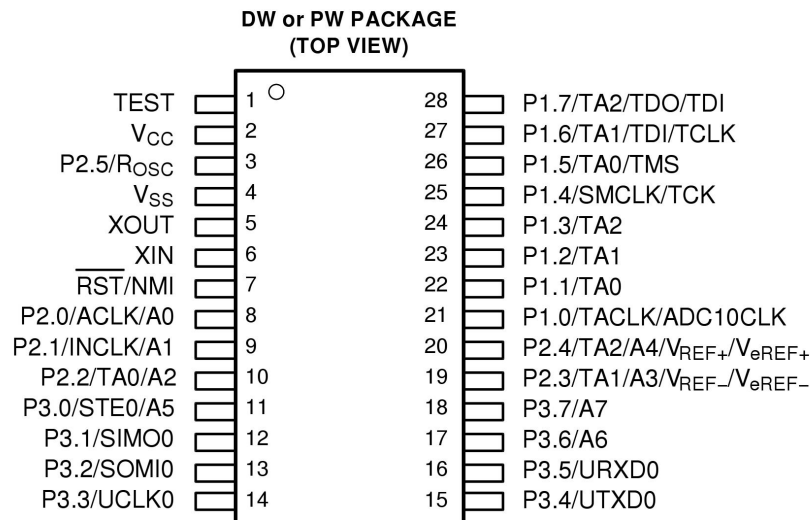 DW or PW PACKAGE
(TOP VIEW)
TEST 1 28 P1.7/TA2/TDO/TDI
VCC 2 27 P1.6/TA1/TDI/TCLK
P2.5/ROSC 3 26 P1.5/TA0/TMS
VSS 4 25 P1.4/SMCLK/TCK
XOUT 5 24 P1.3/TA2
XIN 6 23 P1.2/TA1
RST/NMI 7 22 P1.1/TA0
P2.0/ACLK/A0 8 21 P1.0/TACLK/ADC10CLK
P2.1/INCLK/A1 9 20 P2.4/TA2/A4/VREF+/VeREF+
P2.2/TA0/A2 10 19 P2.3/TA1/A3/VREF−/VeREF−
P3.0/STE0/A5 11 18 P3.7/A7
P3.1/SIMO0 12 17 P3.6/A6
P3.2/SOMI0 13 16 P3.5/URXD0
P3.3/UCLK0 14 15 P3.4/UTXD0